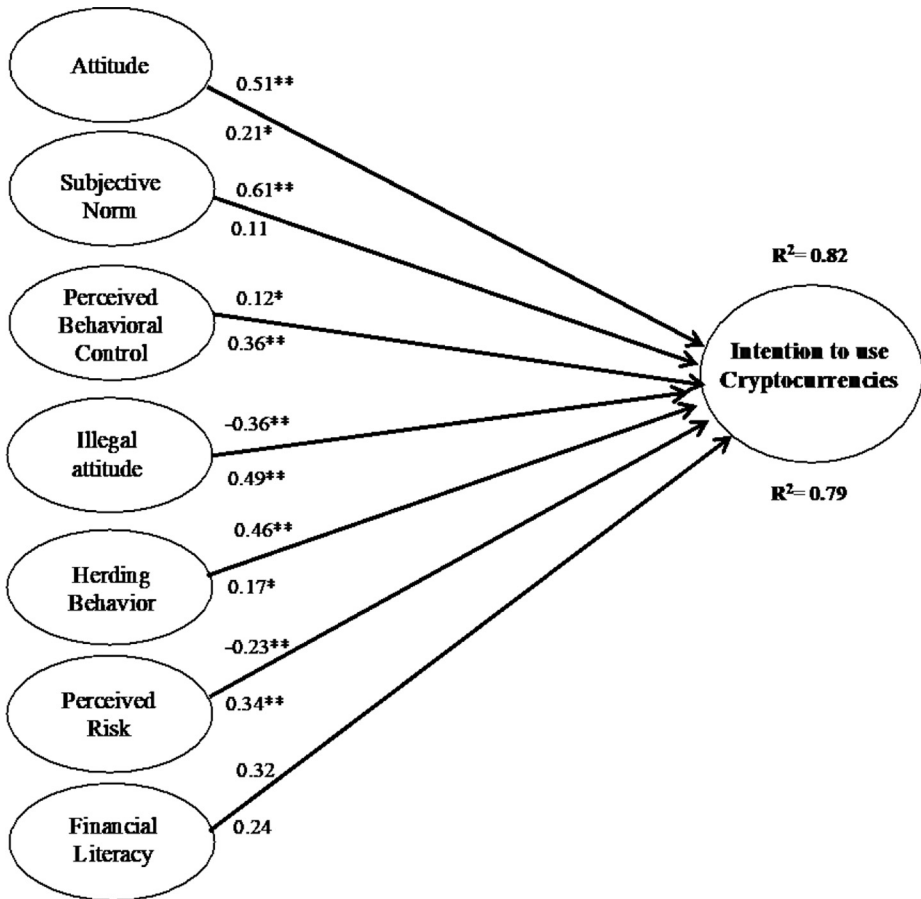 Attitude
0.51**
0.21*
Subjective
Norm
0.61**
0.11
R²= 0.82
Perceived
Behavioral
Control
0.12*
0.36**
Intention to use
Cryptocurrencies
Illegal
attitude
-0.36**
0.49**
R²= 0.79
Herding
Behavior
0.46**
0.17*
Perceived
Risk
-0.23**
0.34**
Financial
Literacy
0.32
0.24